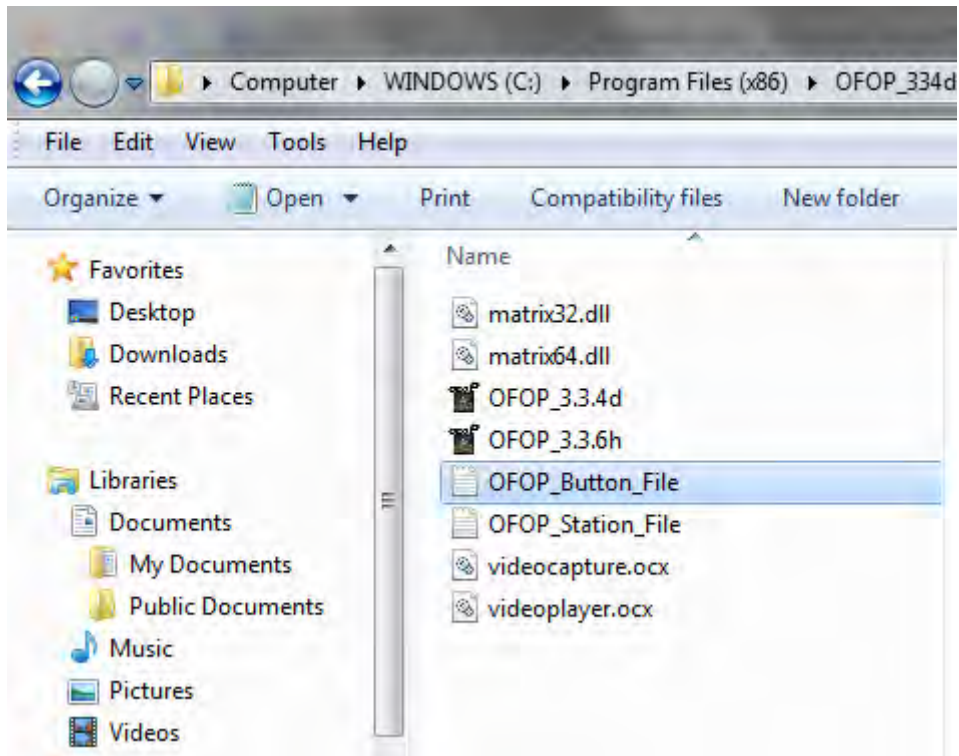 Computer WINDOWS (C:) Program Files (x86) OFOP_334d
File Edit View Tools Help
Organize Open Print Compatibility files New folder
Favorites
Desktop
Downloads
Recent Places
Libraries
Documents
My Documents
Public Documents
Music
Pictures
Videos
Name
matrix32.dll
matrix64.dll
OFOP_3.3.4d
OFOP_3.3.6h
OFOP_Button_File
OFOP_Station_File
videocapture.ocx
videoplayer.ocx